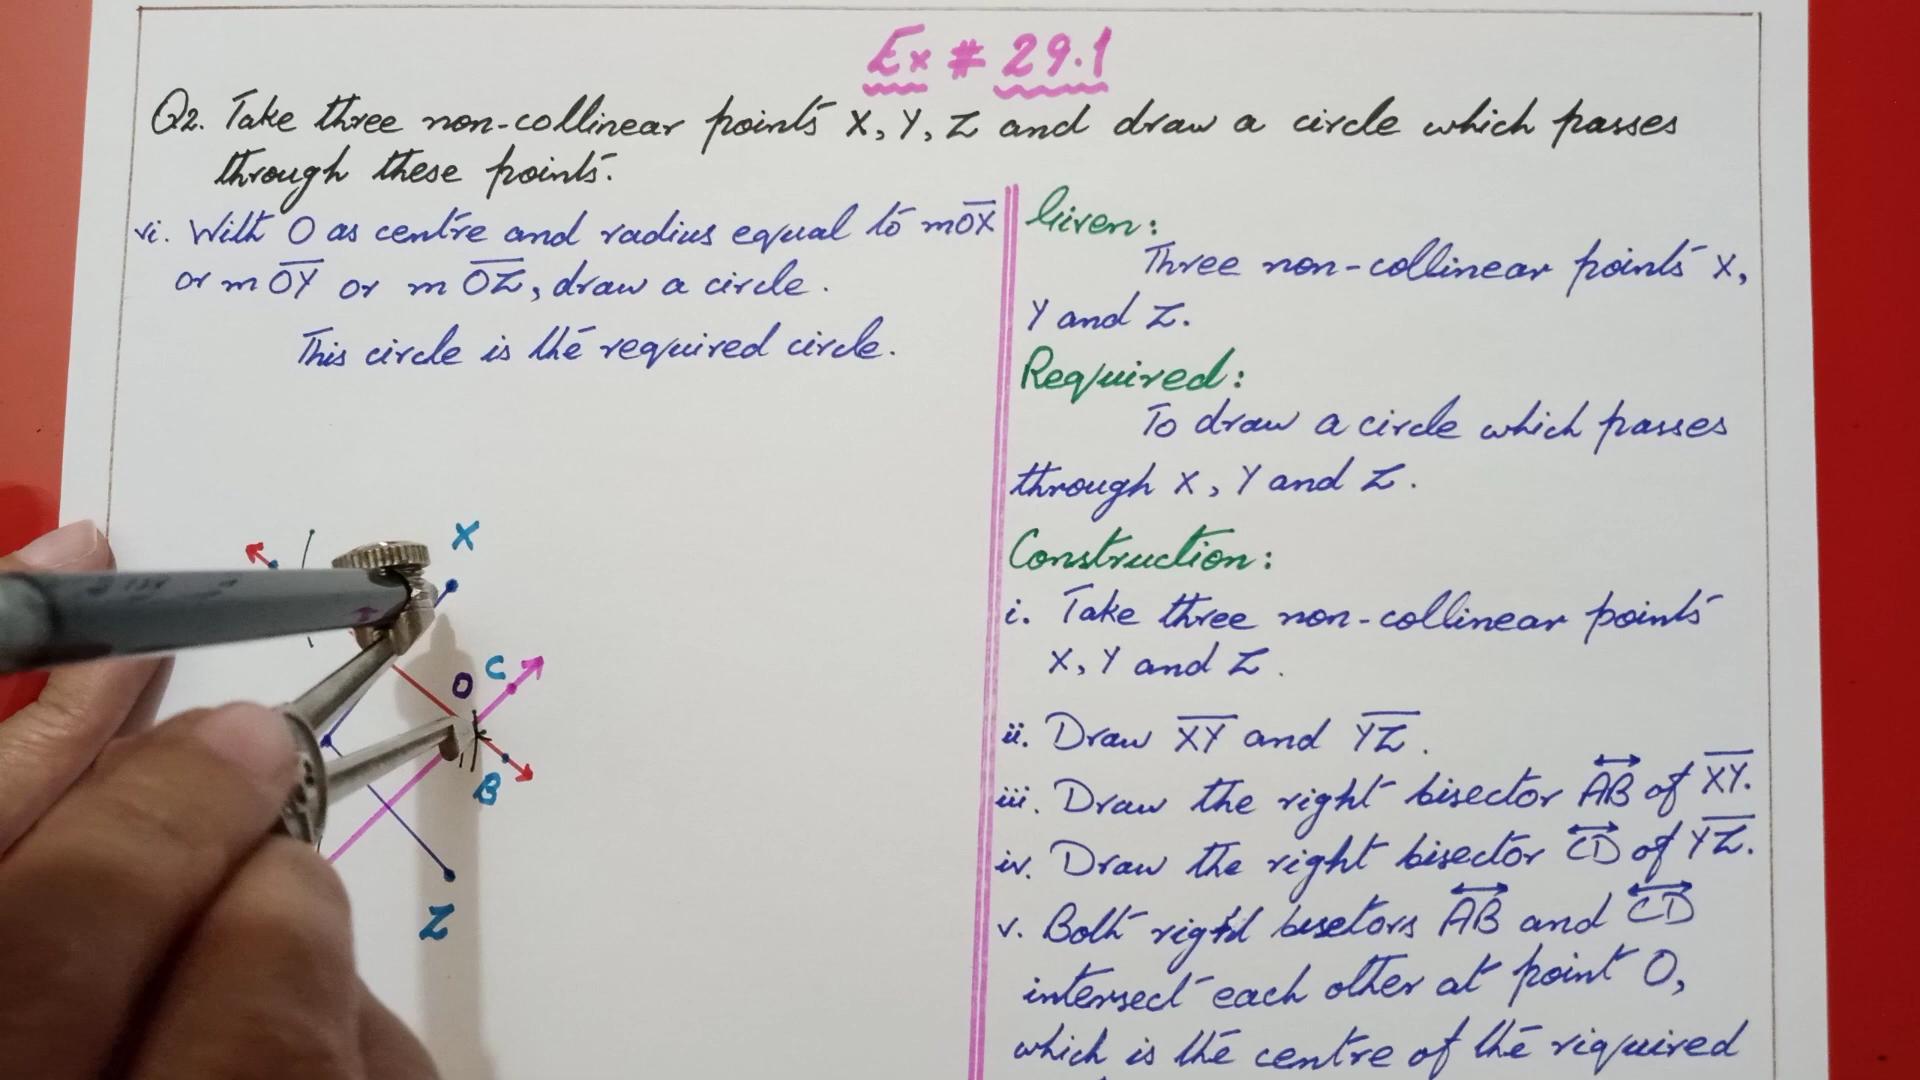 Ex # 29.1
Q2. Take three non-collinear points X, Y, Z and draw a circle which passes
through these points.
vi. With O as centre and radius equal to mOX
or mOY or mOZ, draw a circle.
This circle is the required circle.
X
O
C
B
Z
Given:
Three non-collinear points X,
Y and Z.
Required:
To draw a circle which passes
through X, Y and Z.
Construction:
i. Take three non-collinear points
X, Y and Z.
ii. Draw XY and YZ.
iii. Draw the right bisector AB of XY.
iv. Draw the right bisector CD of YZ.
v. Both right bisetors AB and CD
intersect each other at point O,
which is the centre of the riquired